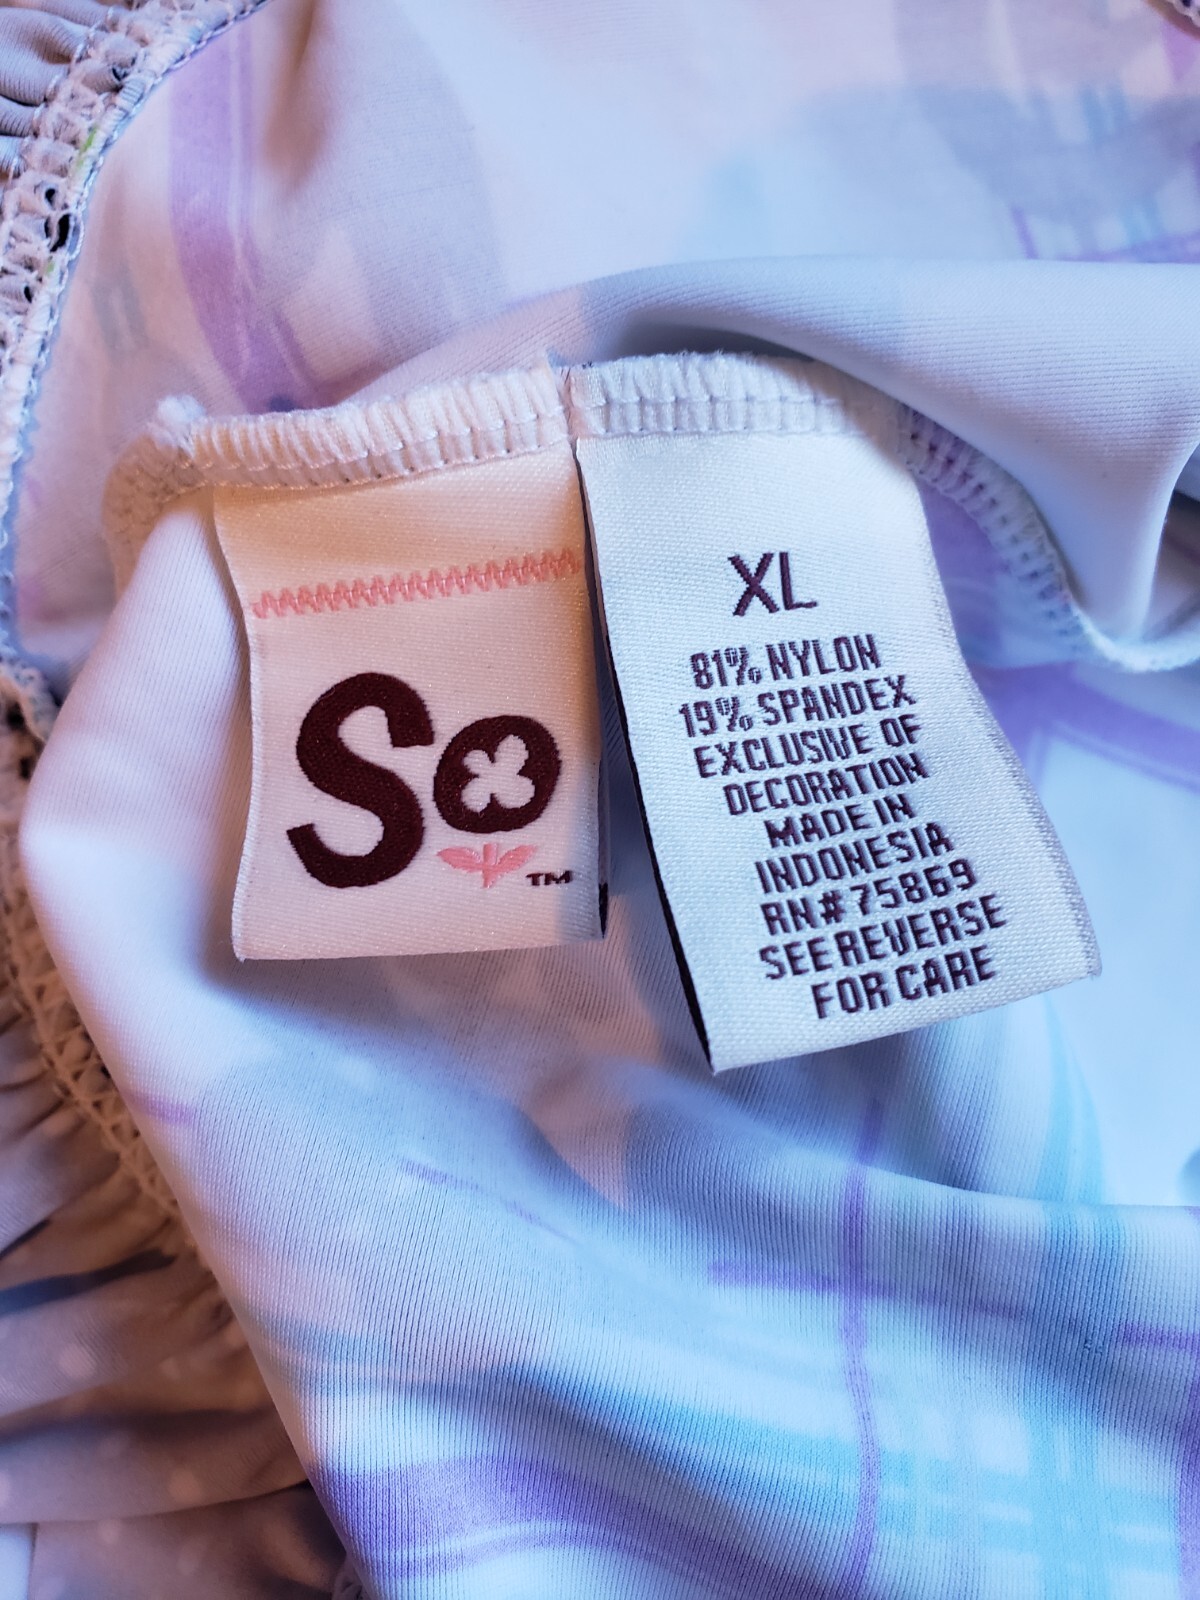 So
TM
XL
81% NYLON
19% SPANDEX
EXCLUSIVE OF
DECORATION
MADE IN
INDONESIA
RN# 75869
SEE REVERSE
FOR CARE